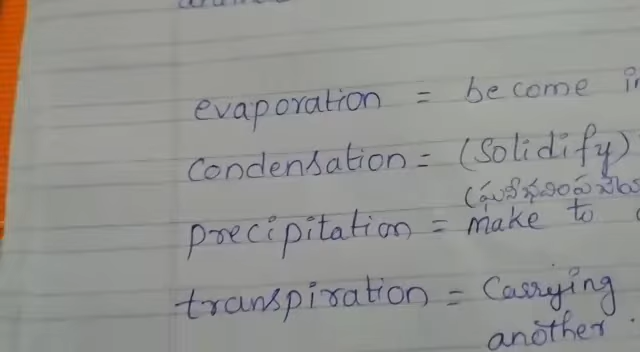 evaporation = become
condensation = (Solidify)
precipitation = make to
transpiration = Carrying
another